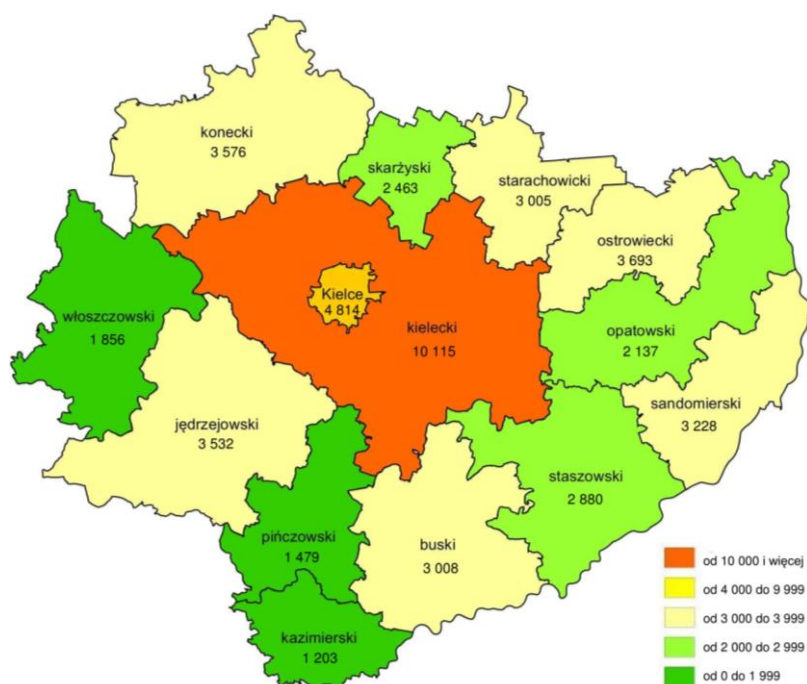 konecki
3 576
skarżyski
2 463
starachowicki
3 005
ostrowiecki
3 693
Kielce
4 814
włoszczowski
1 856
kielecki
10 115
opatowski
2 137
sandomierski
3 228
jędrzejowski
3 532
staszowski
2 880
pińczowski
1 479
buski
3 008
kazimierski
1 203
od 10 000 i więcej
od 4 000 do 9 999
od 3 000 do 3 999
od 2 000 do 2 999
od 0 do 1 999